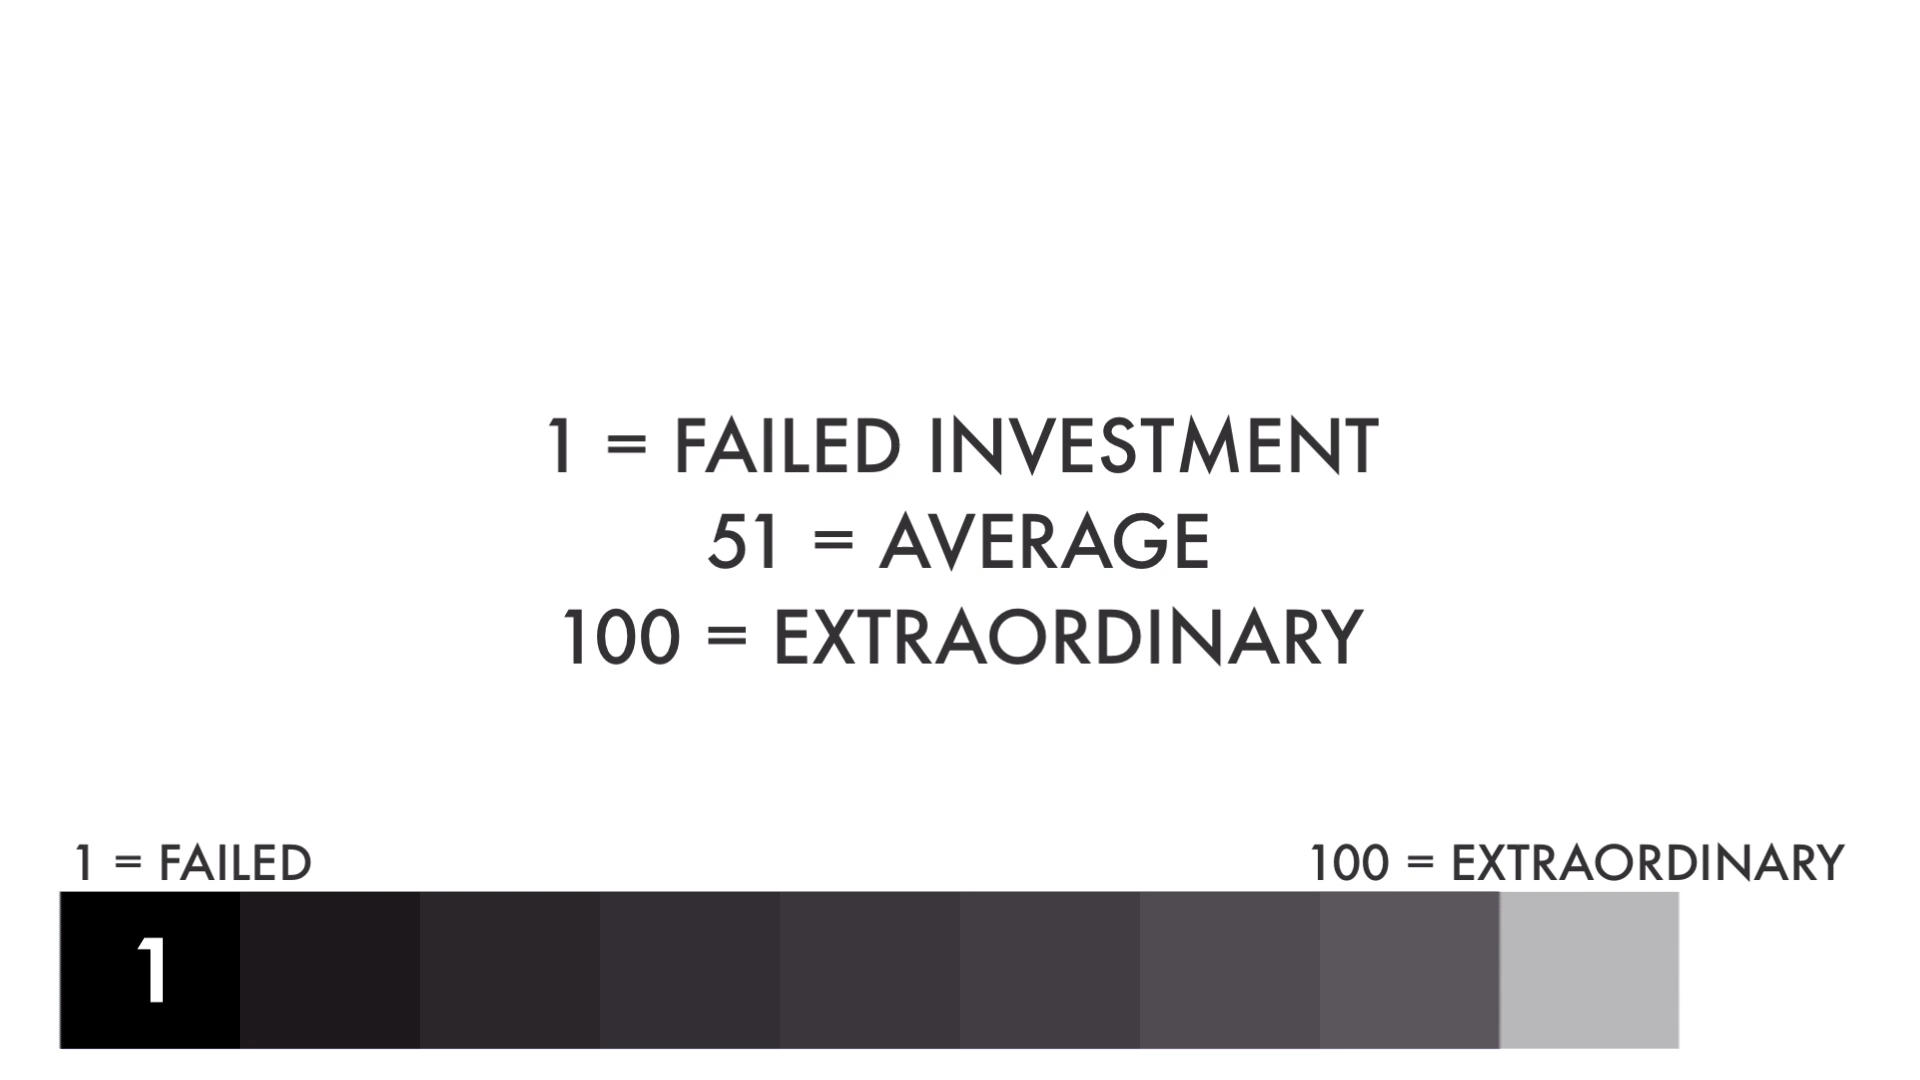 1 = FAILED INVESTMENT
51 = AVERAGE
100 = EXTRAORDINARY
1 = FAILED
100 = EXTRAORDINARY
1